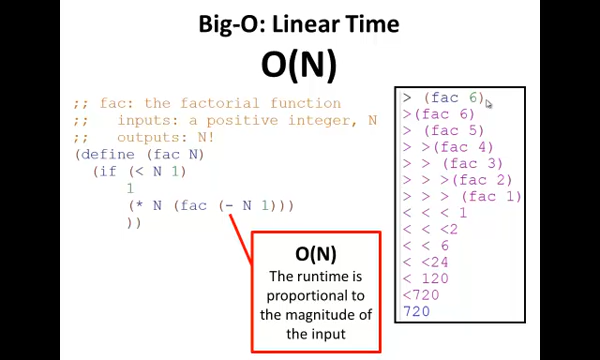 Big-O: Linear Time
O(N)
;; fac: the factorial function
;; inputs: a positive integer, N
;; outputs: N!
(define (fac N)
(if (< N 1)
1
(* N (fac (- N 1)))
))
O(N)
The runtime is
proportional to
the magnitude of
the input
> (fac 6)
>(fac 6)
> (fac 5)
> >(fac 4)
> > (fac 3)
> > >(fac 2)
> > > (fac 1)
< < < 1
< < <2
< < 6
< <24
< 120
<720
720